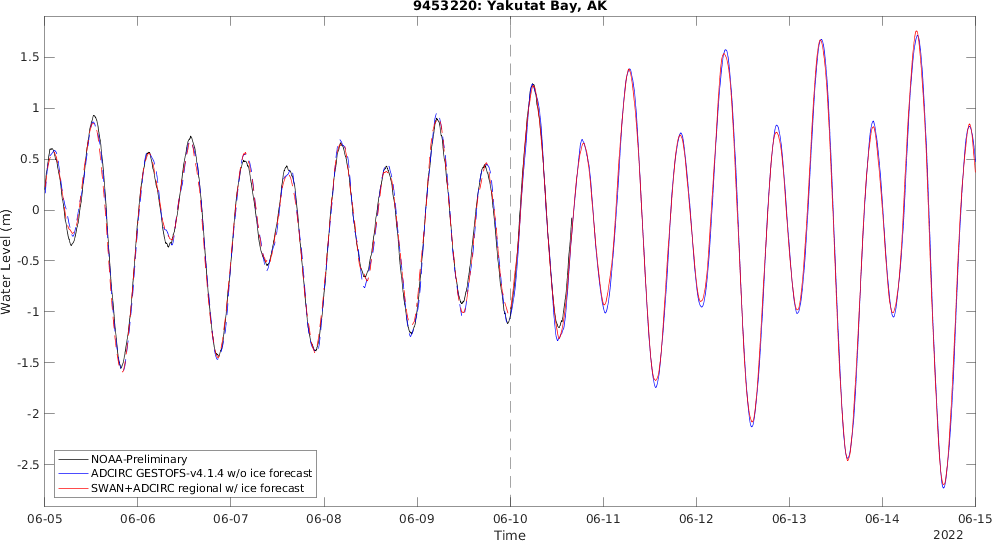 9453220: Yakutat Bay, AK
Water Level (m)
1.5
1
0.5
0
-0.5
-1
-1.5
-2
-2.5
NOAA-Preliminary
ADCIRC GESTOFS-v4.1.4 w/o ice forecast
SWAN+ADCIRC regional w/ ice forecast
06-05 06-06 06-07 06-08 06-09 06-10 06-11 06-12 06-13 06-14 06-15
Time
2022